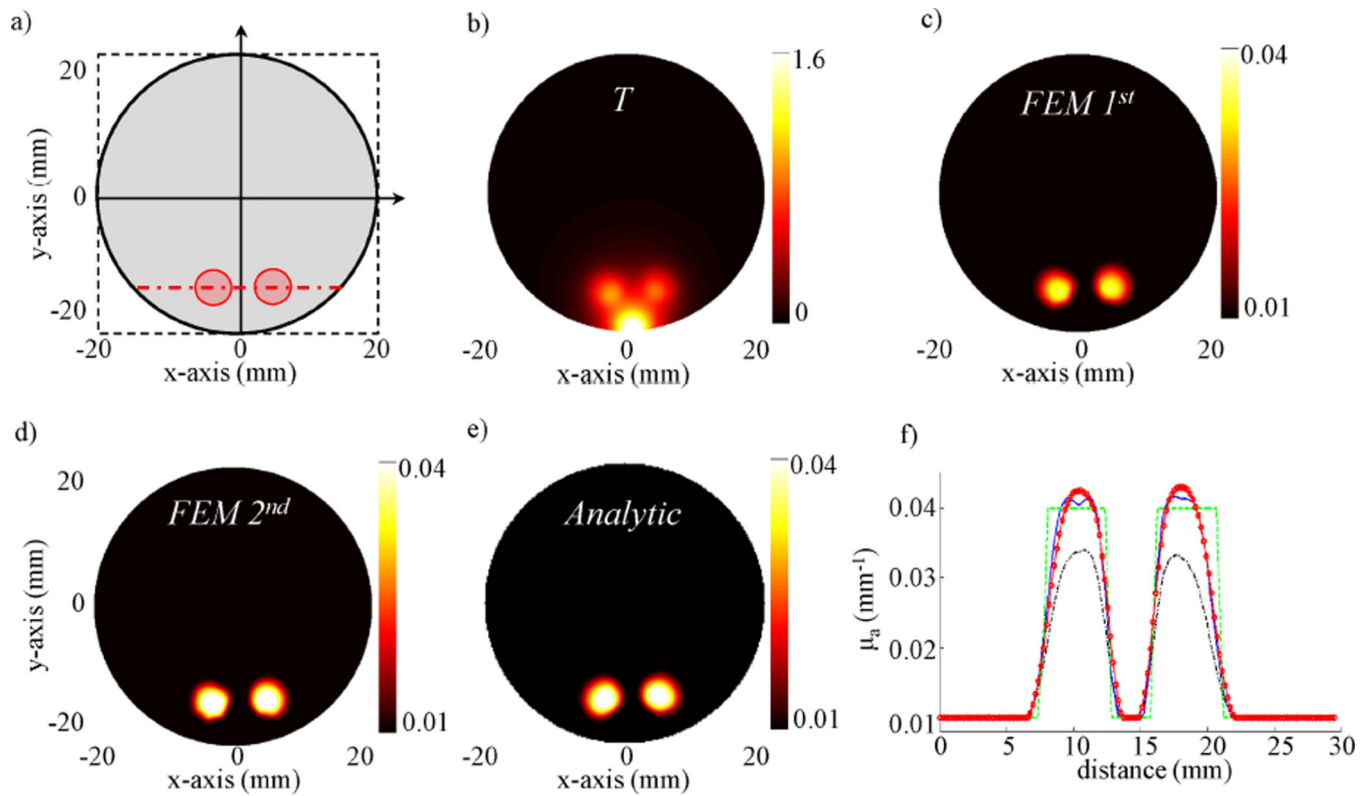 a)
20
0
-20
y-axis (mm)
-20
0
20
x-axis (mm)
b)
T
1.6
0
-20
0
20
x-axis (mm)
c)
FEM 1st
0.04
0.01
-20
0
20
x-axis (mm)
d)
20
0
-20
y-axis (mm)
FEM 2nd
0.04
0.01
-20
0
20
x-axis (mm)
e)
Analytic
0.04
0.01
-20
0
20
x-axis (mm)
f)
0.04
0.03
0.02
0.01
μa (mm-1)
0
5
10
15
20
25
30
distance (mm)